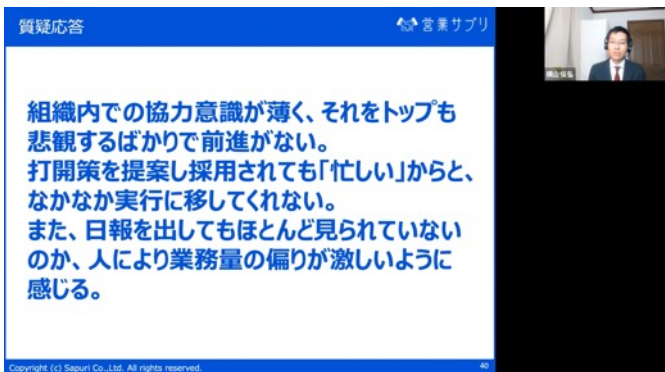 質疑応答
営業サプリ
組織内での協力意識が薄く、それをトップも
悲観するばかりで前進がない。
打開策を提案し採用されても「忙しい」からと、
なかなか実行に移してくれない。
また、日報を出してもほとんど見られていない
のか、人により業務量の偏りが激しいように
感じる。
Copyright (c) Sapuri Co.,Ltd. All rights reserved.
40